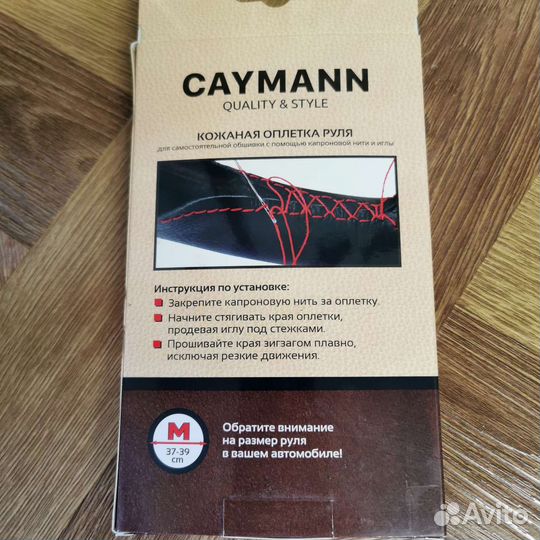 CAYMANN
QUALITY & STYLE
КОЖАНАЯ ОПЛЕТКА РУЛЯ
для самостоятельной обшивки с помощью капроновой нити и иглы
Инструкция по установке:
Закрепите капроновую нить за оплетку.
Начните стягивать края оплетки,
продевая иглу под стежками.
Прошивайте края зигзагом плавно,
исключая резкие движения.
M
37-39
cm
Обратите внимание
на размер руля
в вашем автомобиле!
Avito